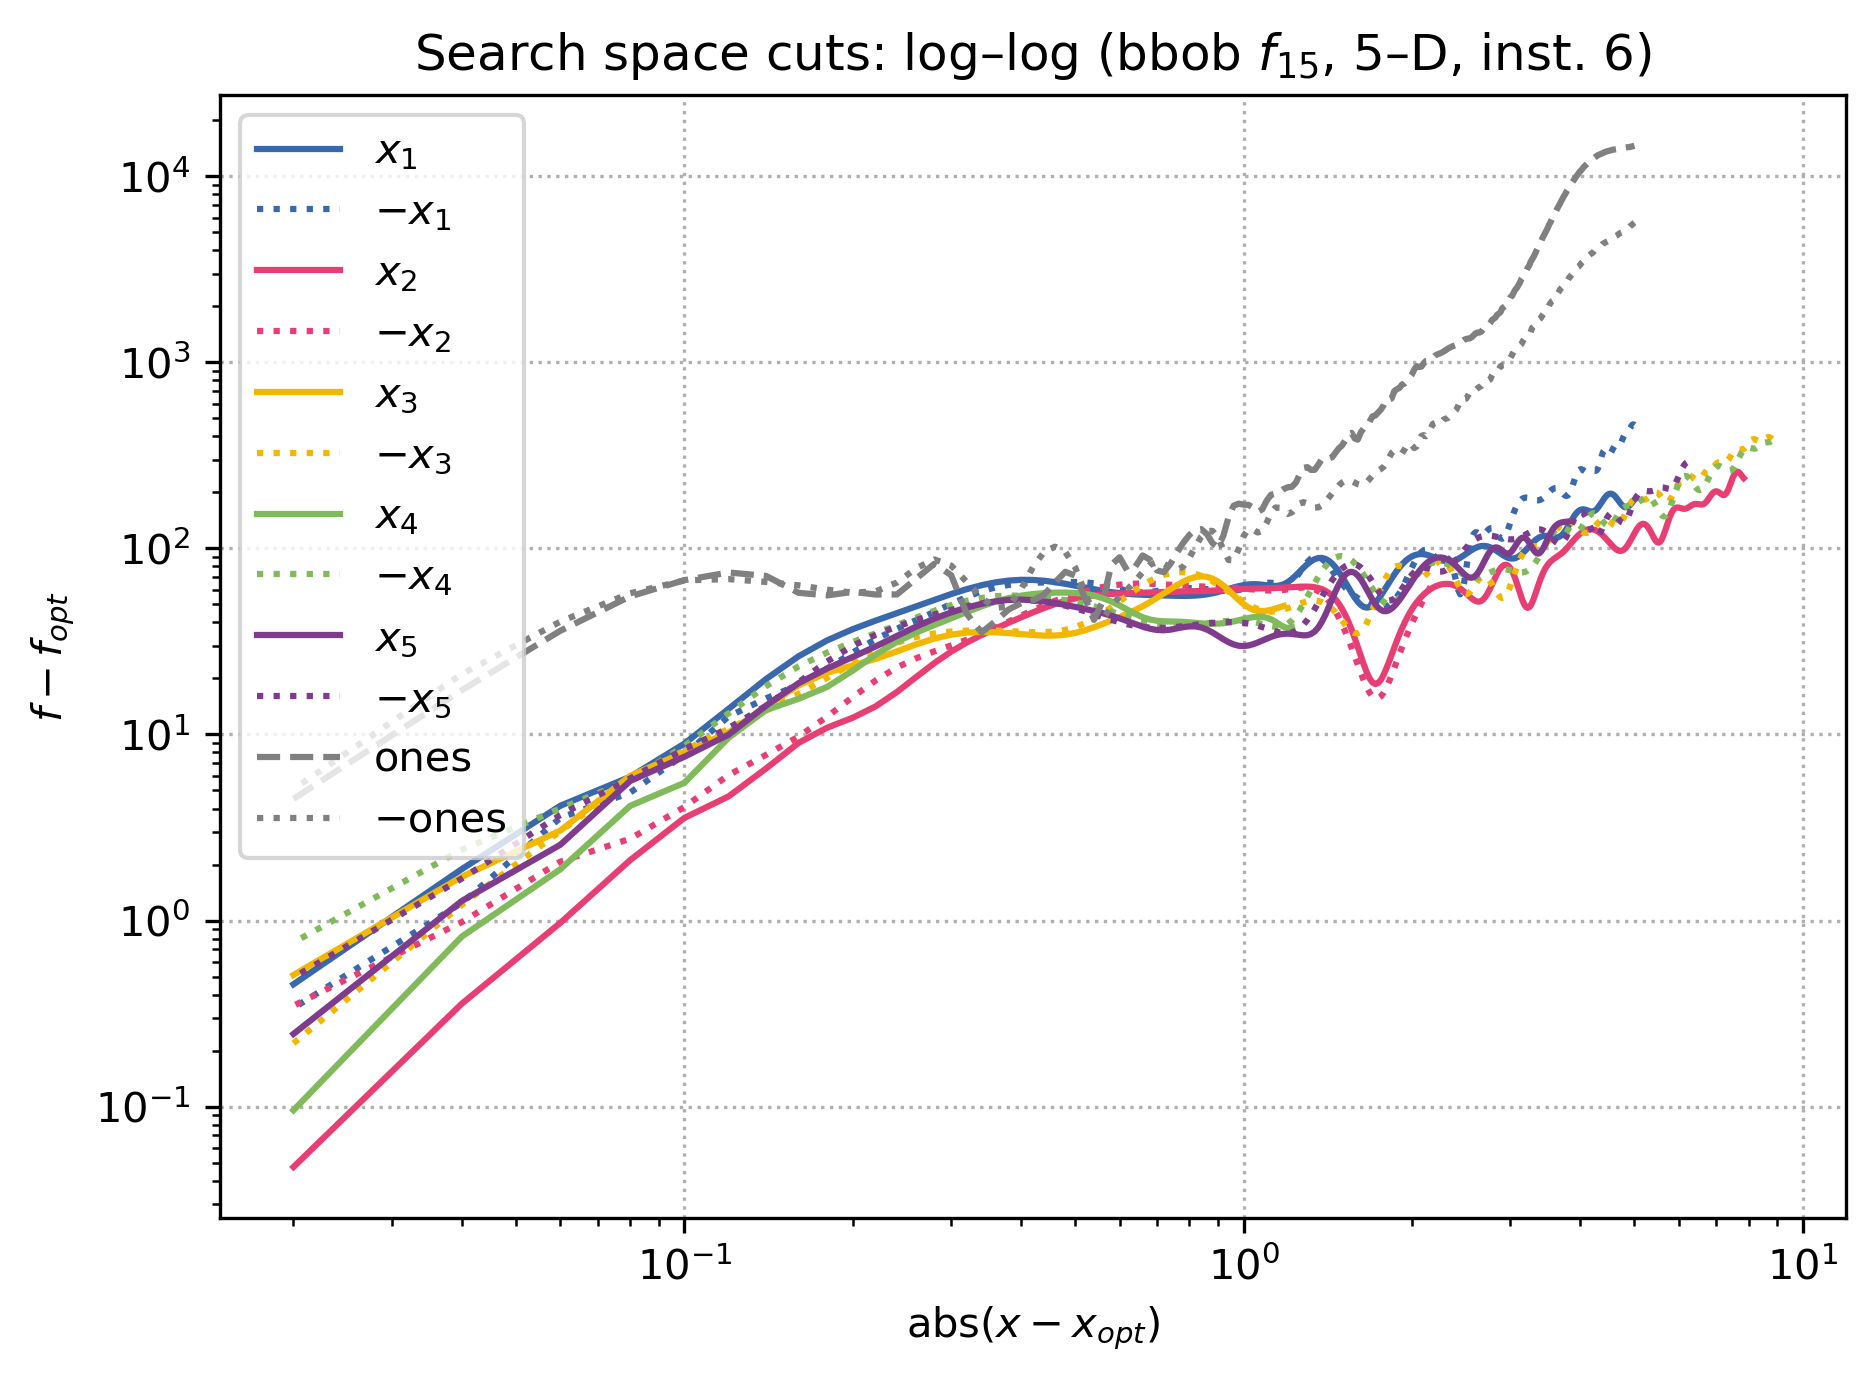 Search space cuts: log–log (bbob f15, 5–D, inst. 6)
x1
−x1
x2
−x2
x3
−x3
x4
−x4
x5
−x5
ones
−ones
f − fopt
10^4
10^3
10^2
10^1
10^0
10^−1
10^−1
10^0
10^1
abs(x − xopt)